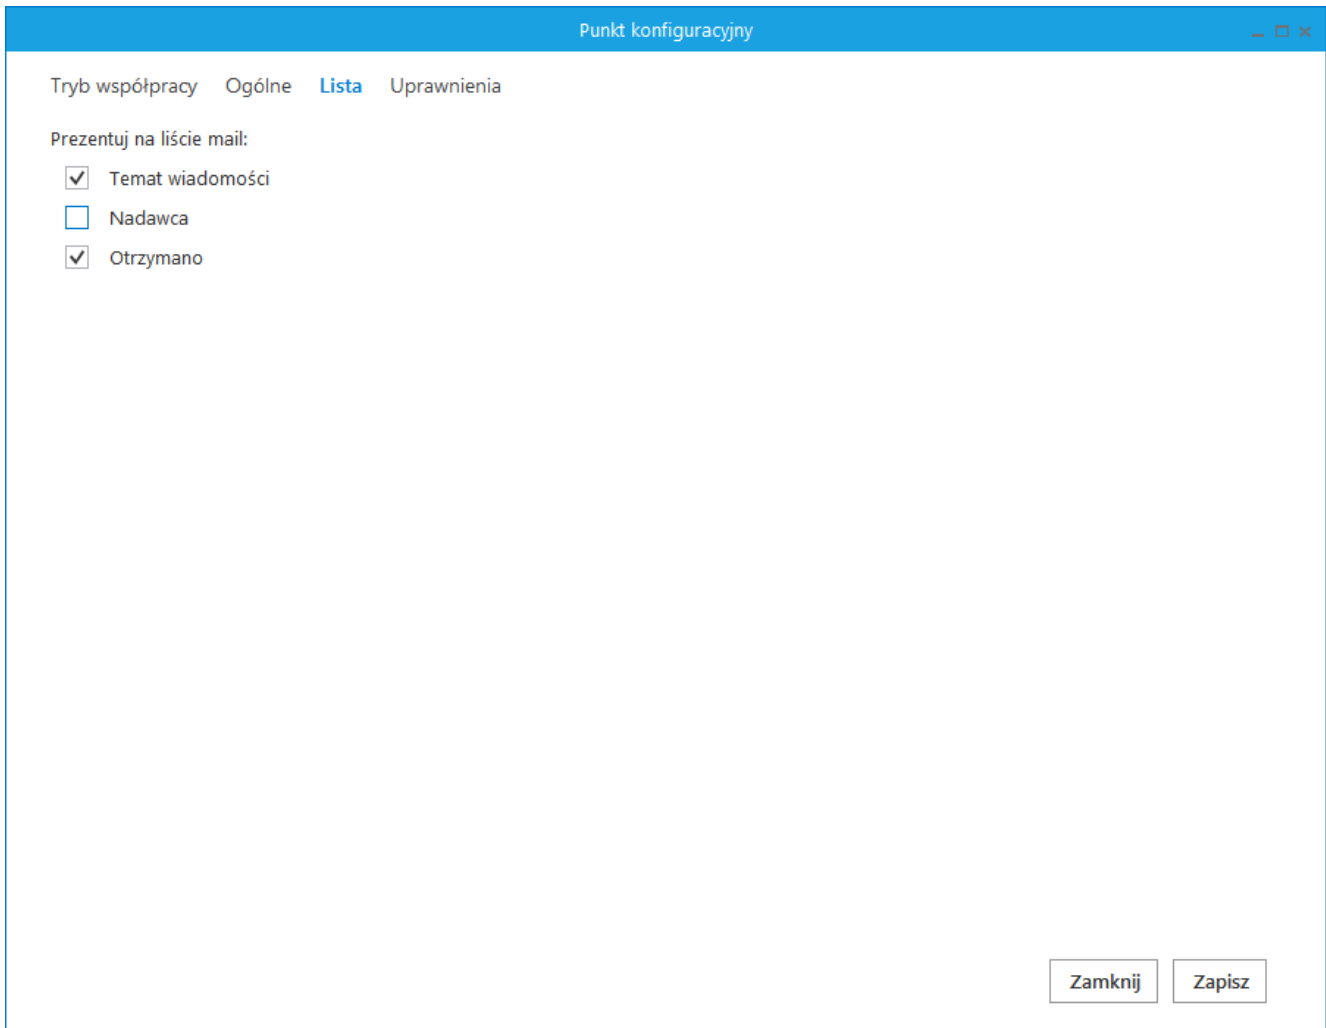 Punkt konfiguracyjny
Tryb współpracy Ogólne Lista Uprawnienia
Prezentuj na liście mail:
Temat wiadomości
Nadawca
Otrzymano
Zamknij Zapisz